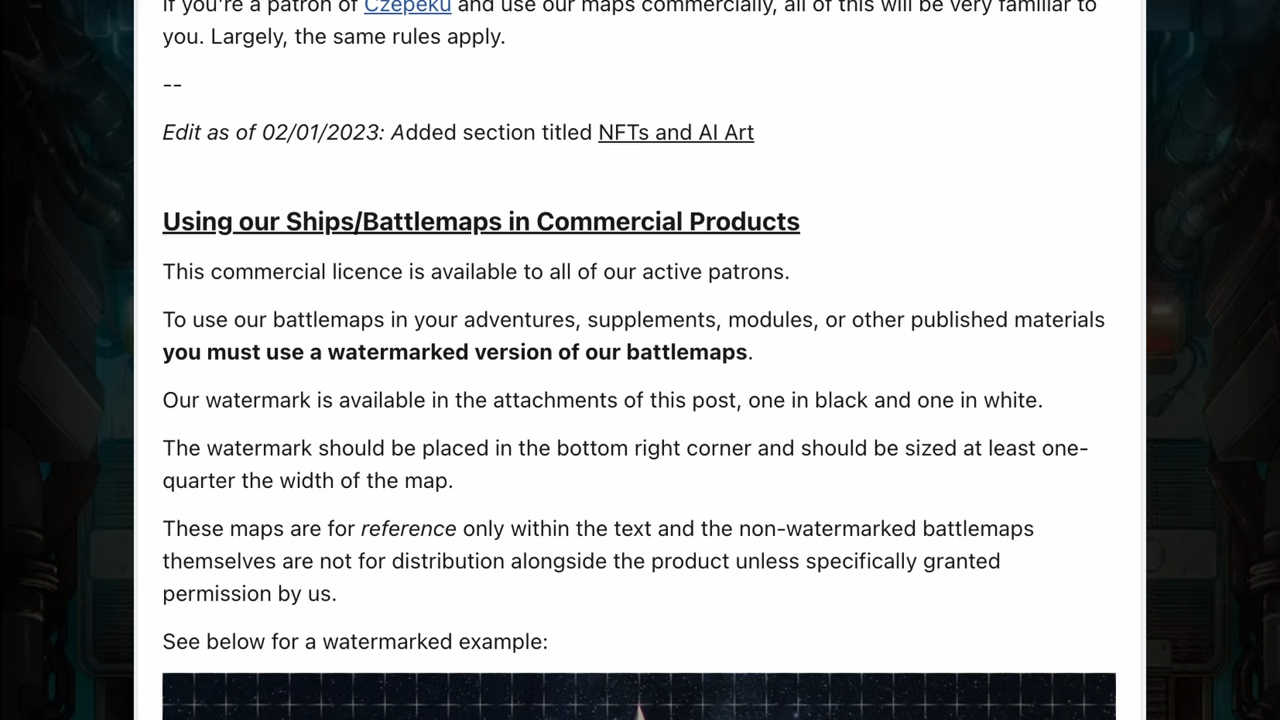 If you're a patron of Czepeku and use our maps commercially, all of this will be very familiar to
you. Largely, the same rules apply.
--
Edit as of 02/01/2023: Added section titled NFTs and AI Art
Using our Ships/Battlemaps in Commercial Products
This commercial licence is available to all of our active patrons.
To use our battlemaps in your adventures, supplements, modules, or other published materials
you must use a watermarked version of our battlemaps.
Our watermark is available in the attachments of this post, one in black and one in white.
The watermark should be placed in the bottom right corner and should be sized at least one-
quarter the width of the map.
These maps are for reference only within the text and the non-watermarked battlemaps
themselves are not for distribution alongside the product unless specifically granted
permission by us.
See below for a watermarked example: